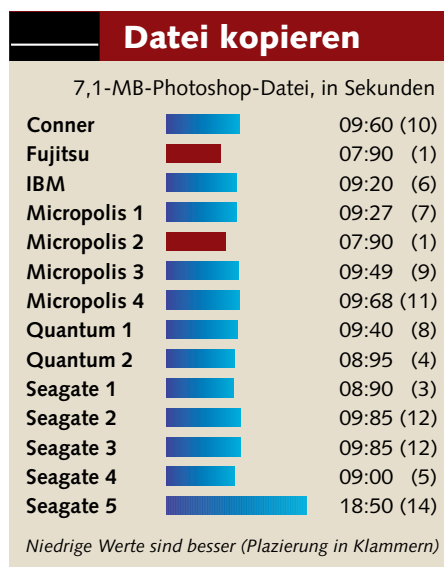 Datei kopieren
7,1-MB-Photoshop-Datei, in Sekunden
Conner 09:60 (10)
Fujitsu 07:90 (1)
IBM 09:20 (6)
Micropolis 1 09:27 (7)
Micropolis 2 07:90 (1)
Micropolis 3 09:49 (9)
Micropolis 4 09:68 (11)
Quantum 1 09:40 (8)
Quantum 2 08:95 (4)
Seagate 1 08:90 (3)
Seagate 2 09:85 (12)
Seagate 3 09:85 (12)
Seagate 4 09:00 (5)
Seagate 5 18:50 (14)
Niedrige Werte sind besser (Plazierung in Klammern)